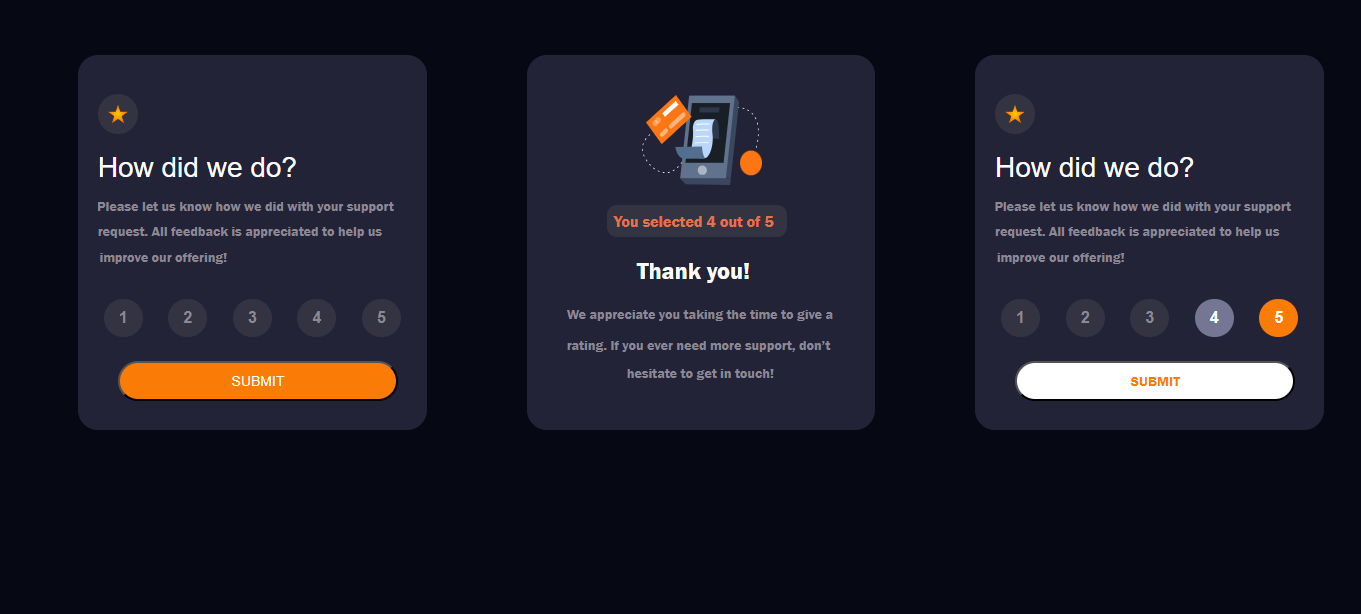 How did we do?
Please let us know how we did with your support
request. All feedback is appreciated to help us
improve our offering!
1 2 3 4 5
SUBMIT
You selected 4 out of 5
Thank you!
We appreciate you taking the time to give a
rating. If you ever need more support, don’t
hesitate to get in touch!
How did we do?
Please let us know how we did with your support
request. All feedback is appreciated to help us
improve our offering!
1 2 3 4 5
SUBMIT